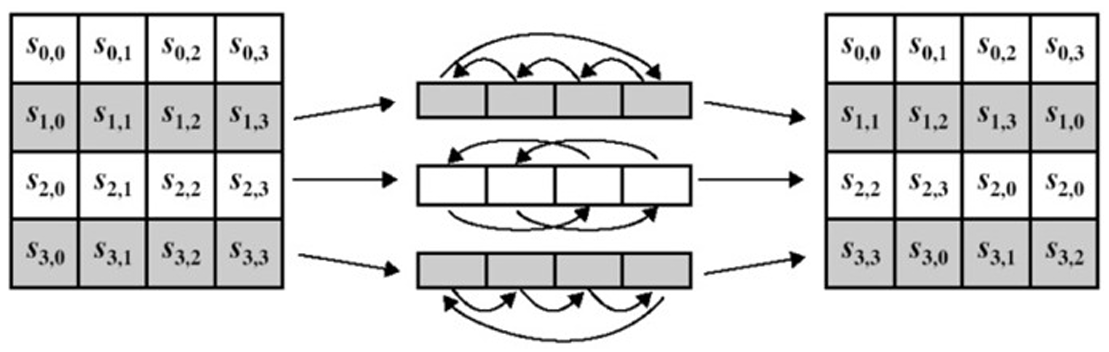 s0,0 s0,1 s0,2 s0,3 s0,0 s0,1 s0,2 s0,3
s1,0 s1,1 s1,2 s1,3 s1,1 s1,2 s1,3 s1,0
s2,0 s2,1 s2,2 s2,3 s2,2 s2,3 s2,0 s2,0
s3,0 s3,1 s3,2 s3,3 s3,3 s3,0 s3,1 s3,2